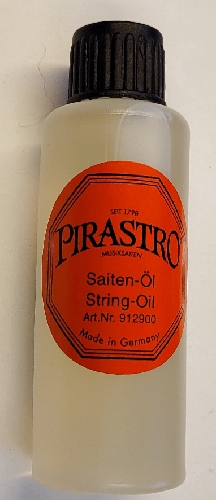 SEIT 1798
PIRASTRO
MUSIKSAITEN
Saiten-Öl
String-Oil
Art.Nr. 912900
Made in Germany